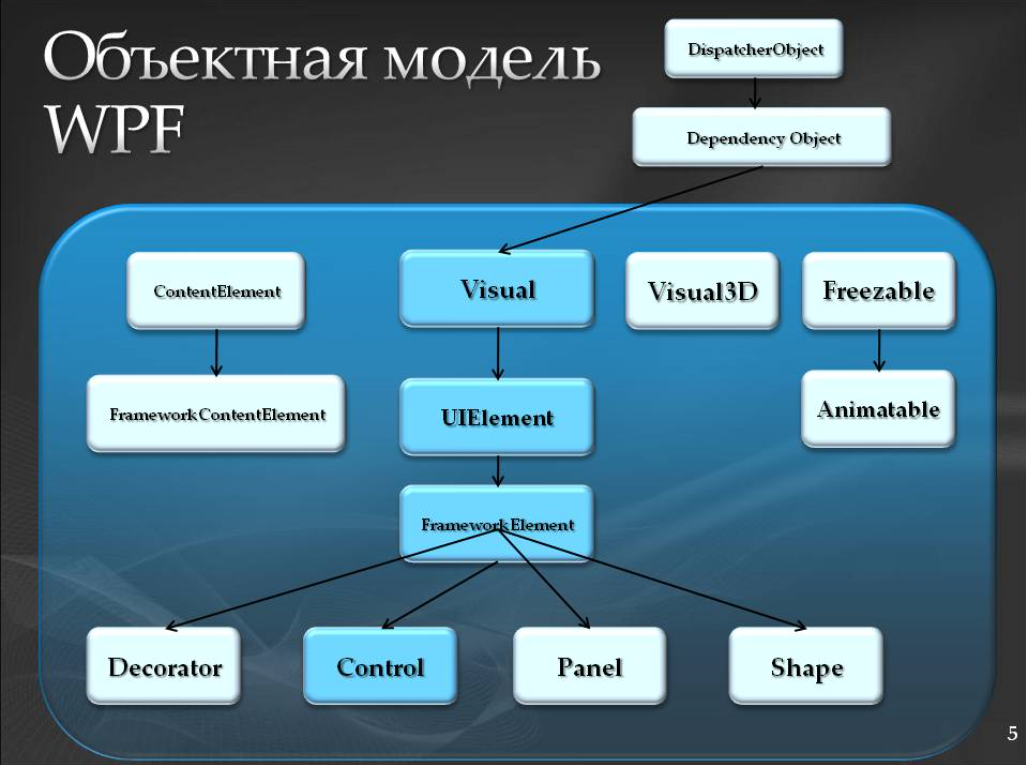 Объектная модель
WPF
DispatcherObject
Dependency Object
ContentElement
Visual
Visual3D
Freezable
FrameworkContentElement
UIElement
Animatable
FrameworkElement
Decorator
Control
Panel
Shape
5